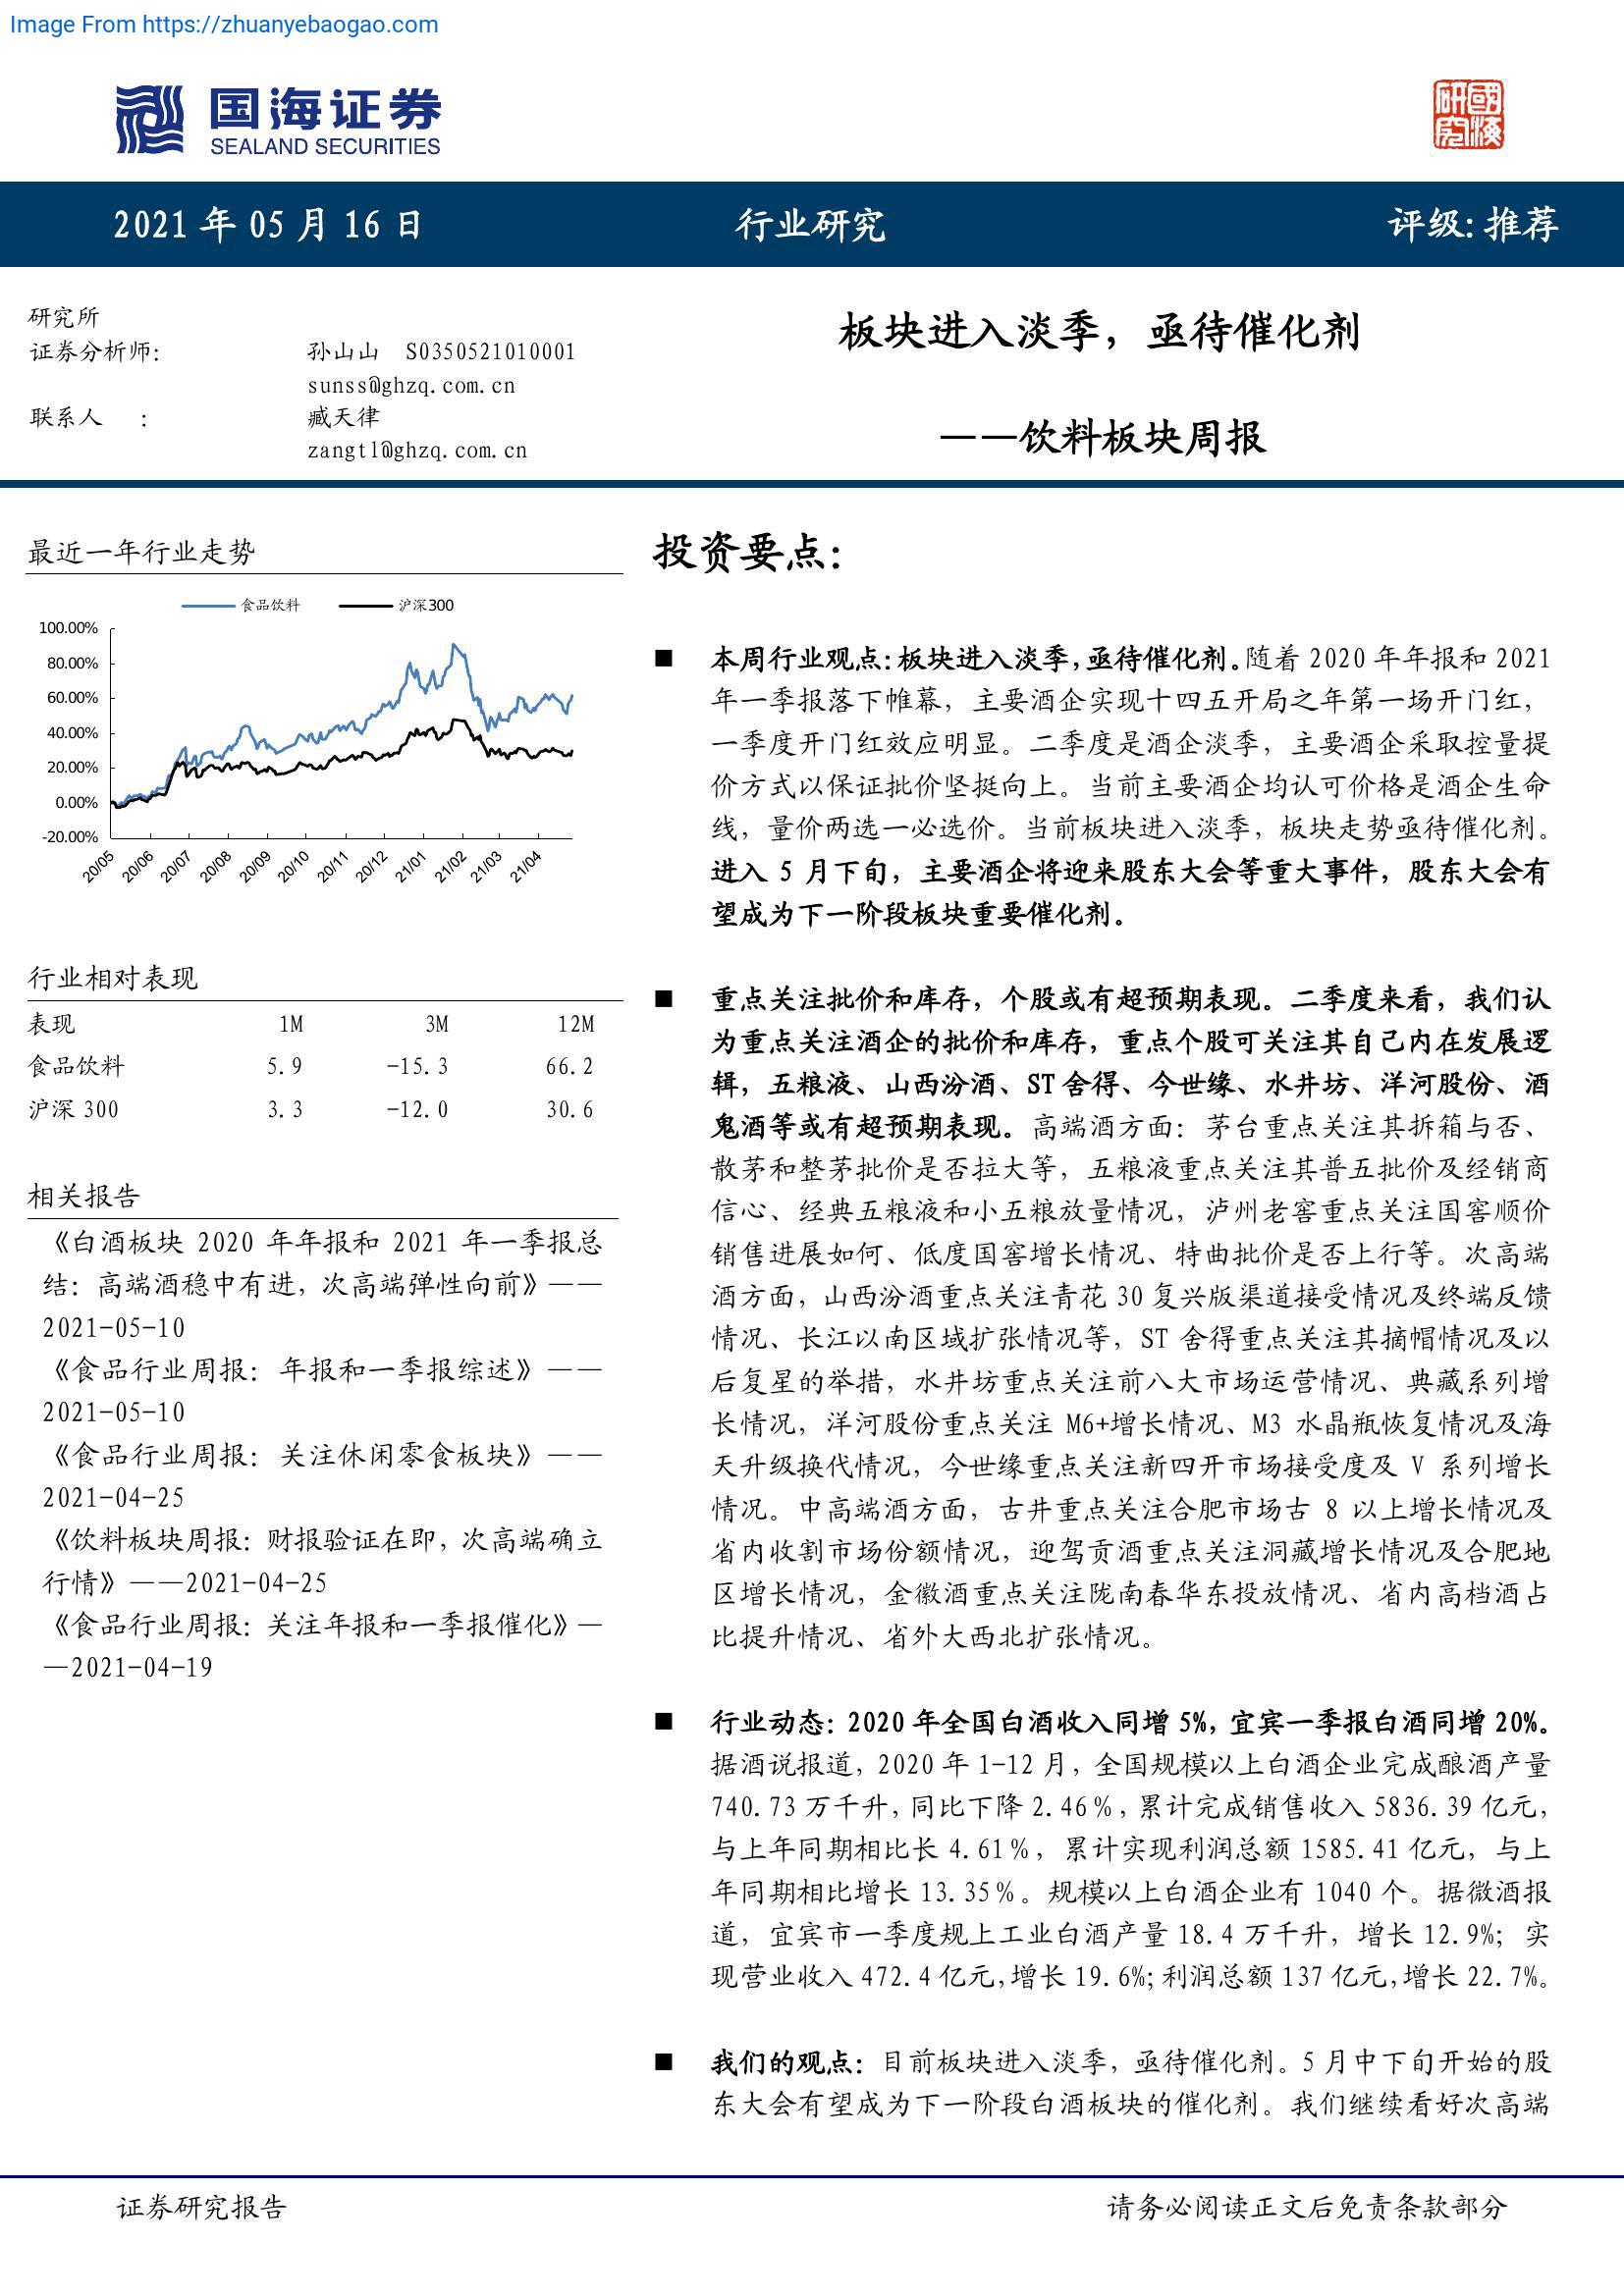 Image From https://zhuanyebaogao.com
国海证券
SEALAND SECURITIES
國海
研究
2021 年 05 月 16 日
行业研究
评级:推荐
研究所
证券分析师:
孙山山 S0350521010001
sunss@ghzq.com.cn
联系人 :
臧天律
zangtl@ghzq.com.cn
板块进入淡季，亟待催化剂
——饮料板块周报
最近一年行业走势
食品饮料
沪深300
100.00%
80.00%
60.00%
40.00%
20.00%
0.00%
-20.00%
20/05
20/06
20/07
20/08
20/09
20/10
20/11
20/12
21/01
21/02
21/03
21/04
行业相对表现
表现 1M 3M 12M
食品饮料 5.9 -15.3 66.2
沪深 300 3.3 -12.0 30.6
相关报告
《白酒板块 2020 年年报和 2021 年一季报总
结：高端酒稳中有进，次高端弹性向前》——
2021-05-10
《食品行业周报：年报和一季报综述》——
2021-05-10
《食品行业周报：关注休闲零食板块》——
2021-04-25
《饮料板块周报：财报验证在即，次高端确立
行情》——2021-04-25
《食品行业周报：关注年报和一季报催化》—
—2021-04-19
投资要点：
■ 本周行业观点：板块进入淡季，亟待催化剂。随着 2020 年年报和 2021
年一季报落下帷幕，主要酒企实现十四五开局之年第一场开门红，
一季度开门红效应明显。二季度是酒企淡季，主要酒企采取控量提
价方式以保证批价坚挺向上。当前主要酒企均认可价格是酒企生命
线，量价两选一必选价。当前板块进入淡季，板块走势亟待催化剂。
进入 5 月下旬，主要酒企将迎来股东大会等重大事件，股东大会有
望成为下一阶段板块重要催化剂。
■ 重点关注批价和库存，个股或有超预期表现。二季度来看，我们认
为重点关注酒企的批价和库存，重点个股可关注其自己内在发展逻
辑，五粮液、山西汾酒、ST 舍得、今世缘、水井坊、洋河股份、酒
鬼酒等或有超预期表现。高端酒方面：茅台重点关注其拆箱与否、
散茅和整茅批价是否拉大等，五粮液重点关注其普五批价及经销商
信心、经典五粮液和小五粮放量情况，泸州老窖重点关注国窖顺价
销售进展如何、低度国窖增长情况、特曲批价是否上行等。次高端
酒方面，山西汾酒重点关注青花 30 复兴版渠道接受情况及终端反馈
情况、长江以南区域扩张情况等，ST 舍得重点关注其摘帽情况及以
后复星的举措，水井坊重点关注前八大市场运营情况、典藏系列增
长情况，洋河股份重点关注 M6+增长情况、M3 水晶瓶恢复情况及海
天升级换代情况，今世缘重点关注新四开市场接受度及 V 系列增长
情况。中高端酒方面，古井重点关注合肥市场古 8 以上增长情况及
省内收割市场份额情况，迎驾贡酒重点关注洞藏增长情况及合肥地
区增长情况，金徽酒重点关注陇南春华东投放情况、省内高档酒占
比提升情况、省外大西北扩张情况。
■ 行业动态：2020 年全国白酒收入同增 5%，宜宾一季报白酒同增 20%。
据酒说报道，2020 年 1-12 月，全国规模以上白酒企业完成酿酒产量
740.73 万千升，同比下降 2.46%，累计完成销售收入 5836.39 亿元，
与上年同期相比长 4.61%，累计实现利润总额 1585.41 亿元，与上
年同期相比增长 13.35%。规模以上白酒企业有 1040 个。据微酒报
道，宜宾市一季度规上工业白酒产量 18.4 万千升，增长 12.9%；实
现营业收入 472.4 亿元，增长 19.6%；利润总额 137 亿元，增长 22.7%。
■ 我们的观点：目前板块进入淡季，亟待催化剂。5 月中下旬开始的股
东大会有望成为下一阶段白酒板块的催化剂。我们继续看好次高端
证券研究报告
请务必阅读正文后免责条款部分